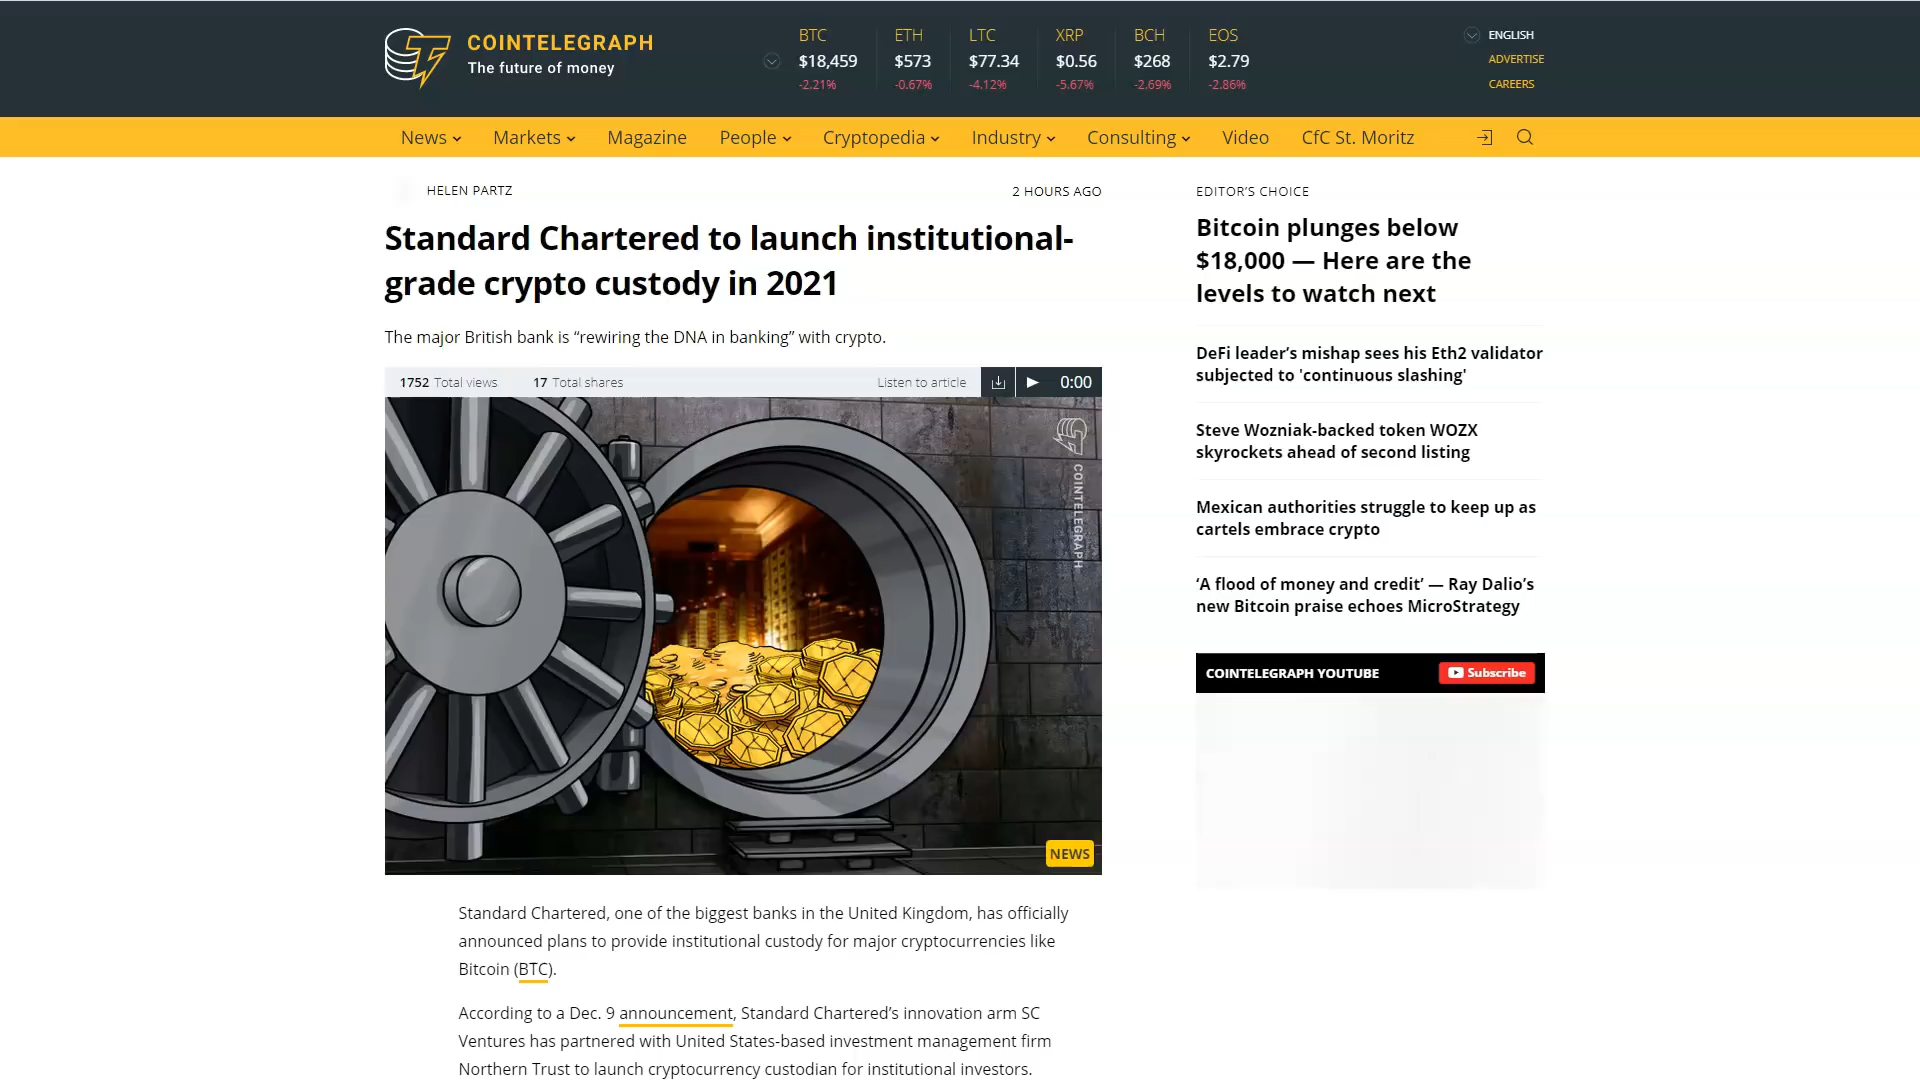 COINTELEGRAPH
The future of money
BTC
$18,459
-2.21%
ETH
$573
-0.67%
LTC
$77.34
-4.12%
XRP
$0.56
-5.67%
BCH
$268
-2.69%
EOS
$2.79
-2.86%
ENGLISH
ADVERTISE
CAREERS
News Markets Magazine People Cryptopedia Industry Consulting Video CfC St. Moritz
HELEN PARTZ
2 HOURS AGO
Standard Chartered to launch institutional-
grade crypto custody in 2021
The major British bank is “rewiring the DNA in banking” with crypto.
1752 Total views 17 Total shares Listen to article 0:00
COINTELEGRAPH
NEWS
Standard Chartered, one of the biggest banks in the United Kingdom, has officially
announced plans to provide institutional custody for major cryptocurrencies like
Bitcoin (BTC).
According to a Dec. 9 announcement, Standard Chartered’s innovation arm SC
Ventures has partnered with United States-based investment management firm
Northern Trust to launch cryptocurrency custodian for institutional investors.
EDITOR’S CHOICE
Bitcoin plunges below
$18,000 — Here are the
levels to watch next
DeFi leader’s mishap sees his Eth2 validator
subjected to 'continuous slashing'
Steve Wozniak-backed token WOZX
skyrockets ahead of second listing
Mexican authorities struggle to keep up as
cartels embrace crypto
‘A flood of money and credit’ — Ray Dalio’s
new Bitcoin praise echoes MicroStrategy
COINTELEGRAPH YOUTUBE
Subscribe